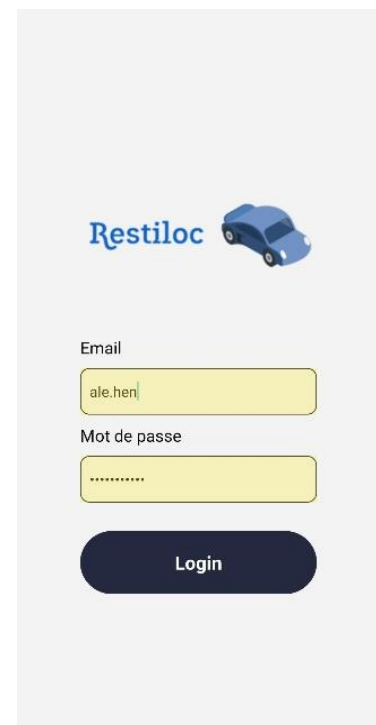 Restiloc
Email
ale.hen
Mot de passe
•••••••••••
Login